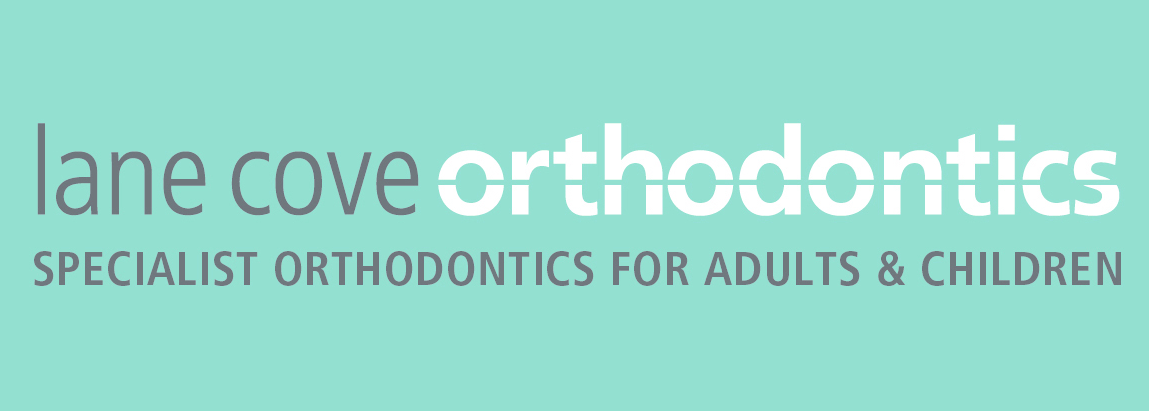 lane cove orthodontics
SPECIALIST ORTHODONTICS FOR ADULTS & CHILDREN